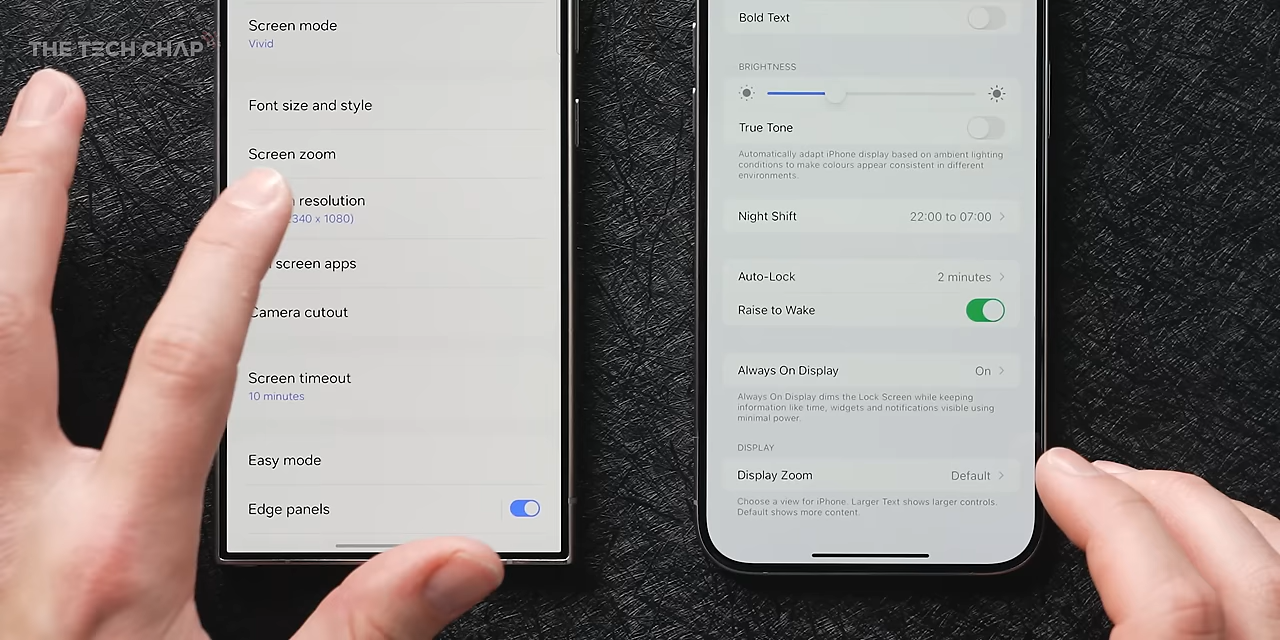 THE TECH CHAP
Screen mode
Vivid
Font size and style
Screen zoom
resolution
340 x 1080)
screen apps
Camera cutout
Screen timeout
10 minutes
Easy mode
Edge panels
Bold Text
BRIGHTNESS
True Tone
Automatically adapt iPhone display based on ambient lighting
conditions to make colours appear consistent in different
environments.
Night Shift 22:00 to 07:00
Auto-Lock 2 minutes
Raise to Wake
Always On Display On
Always On Display dims the Lock Screen while keeping
information like time, widgets and notifications visible using
minimal power.
DISPLAY
Display Zoom Default
Choose a view for iPhone. Larger Text shows larger controls.
Default shows more content.